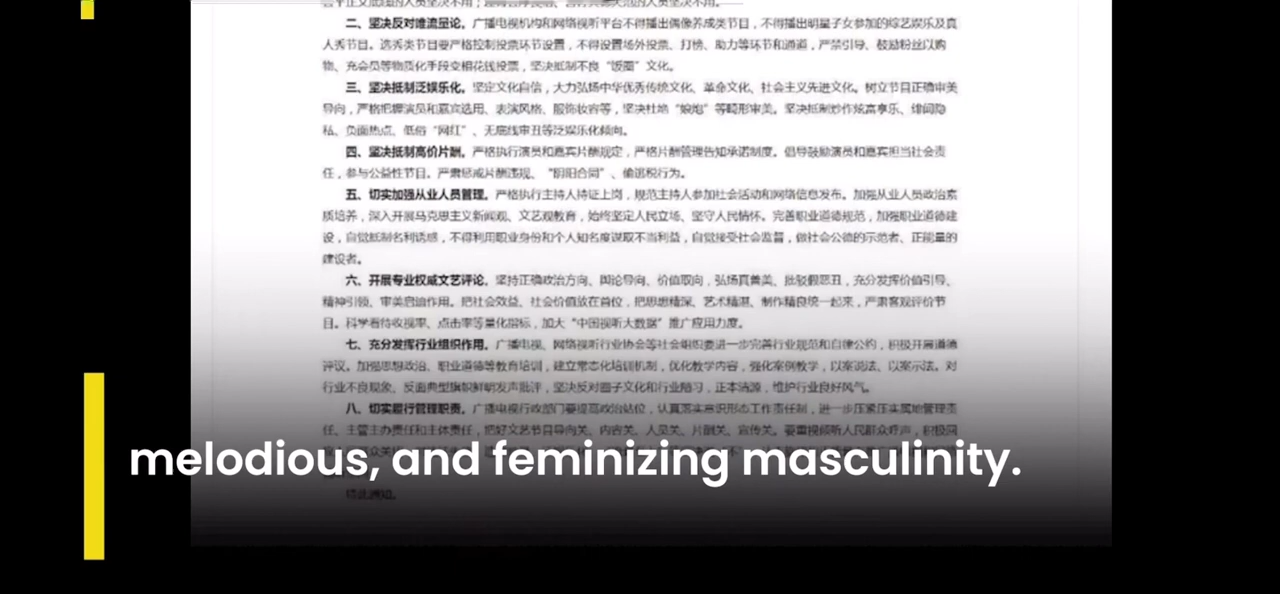 二、坚决反对唯流量论。广播电视机构和网络视听平台不得播出偶像养成类节目，不得播出明星子女参加的综艺娱乐及真
人秀节目。选秀类节目要严格控制投票环节设置，不得设置场外投票、打榜、助力等环节和通道，严禁引导、鼓励粉丝以购
物、充会员等物质化手段变相花钱投票，坚决抵制不良“饭圈”文化。
三、坚决抵制泛娱乐化。坚定文化自信，大力弘扬中华优秀传统文化、革命文化、社会主义先进文化。树立节目正确审美
导向，严格把握演员和嘉宾选用、表演风格、服饰妆容等，坚决杜绝“娘炮”等畸形审美。坚决抵制炒作炫富享乐、绯闻隐
私、负面热点、低俗“网红”、无底线审丑等泛娱乐化倾向。
四、坚决抵制高价片酬。严格执行演员和嘉宾片酬规定，严格片酬管理告知承诺制度。倡导鼓励演员和嘉宾担当社会责
任，参与公益性节目。严肃惩戒片酬违规、“阴阳合同”、偷逃税行为。
五、切实加强从业人员管理。严格执行主持人持证上岗，规范主持人参加社会活动和网络信息发布。加强从业人员政治素
质培养，深入开展马克思主义新闻观、文艺观教育，始终坚定人民立场、坚守人民情怀。完善职业道德规范，加强职业道德建
设，自觉抵制名利诱惑，不得利用职业身份和个人知名度谋取不当利益，自觉接受社会监督，做社会公德的示范者、正能量的
建设者。
六、开展专业权威文艺评论。坚持正确政治方向、舆论导向、价值取向，弘扬真善美、批驳假恶丑，充分发挥价值引导、
精神引领、审美启迪作用。把社会效益、社会价值放在首位，把思想精深、艺术精湛、制作精良统一起来，严肃客观评价节
目。科学看待收视率、点击率等量化指标，加大“中国视听大数据”推广应用力度。
七、充分发挥行业组织作用。广播电视、网络视听行业协会等社会组织要进一步完善行业规范和自律公约，积极开展道德
评议。加强思想政治、职业道德等教育培训，建立常态化培训机制，优化教学内容，强化案例教学，以案说法、以案示法。对
行业不良现象、反面典型旗帜鲜明发声批评，坚决反对圈子文化和行业陋习，正本清源，维护行业良好风气。
八、切实履行管理职责。广播电视行政部门要提高政治站位，认真落实意识形态工作责任制，进一步压紧压实属地管理责
任、主管主办责任和主体责任，把好文艺节目导向关、内容关、人员关、片酬关、宣传关。要重视倾听人民群众呼声，积极回
melodious, and feminizing masculinity.
特此通知。